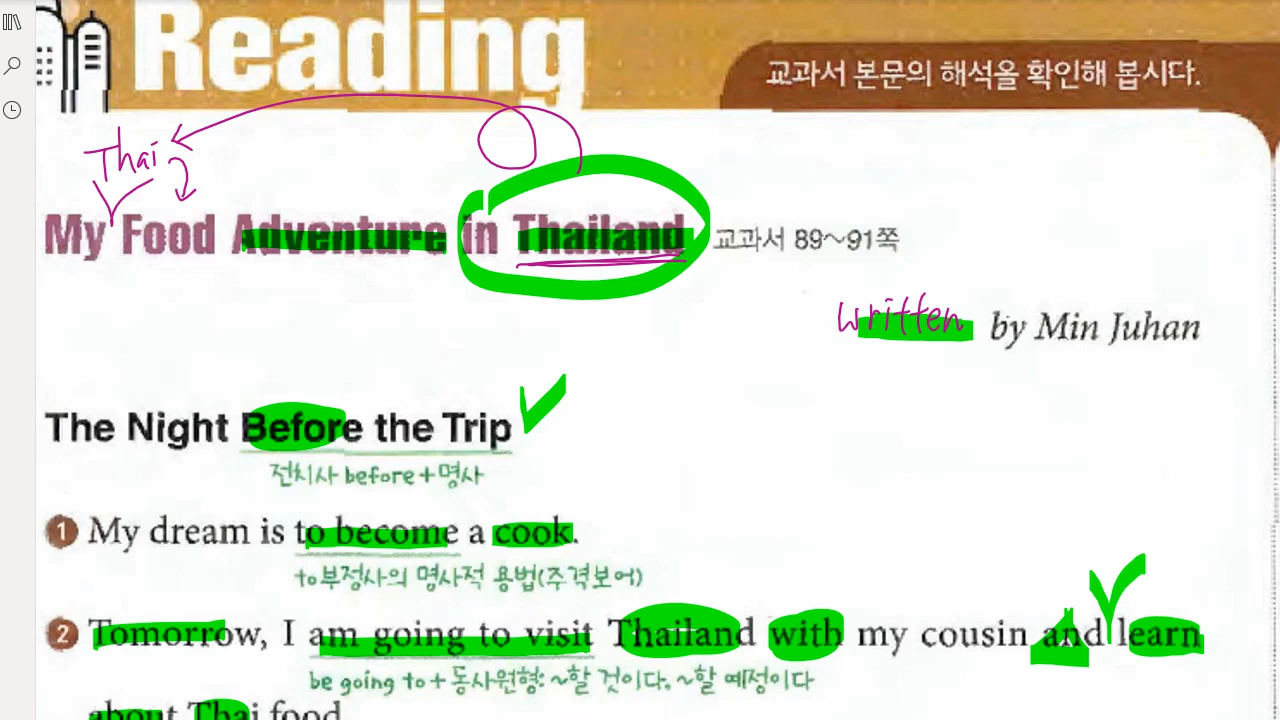 Reading
교과서 본문의 해석을 확인해 봅시다.
Thai
My Food Adventure in Thailand 교과서 89~91쪽
written by Min Juhan
The Night Before the Trip
전치사 before+명사
1 My dream is to become a cook.
to부정사의 명사적 용법(주격보어)
2 Tomorrow, I am going to visit Thailand with my cousin and learn
be going to+동사원형: ~할 것이다, ~할 예정이다
about Thai food